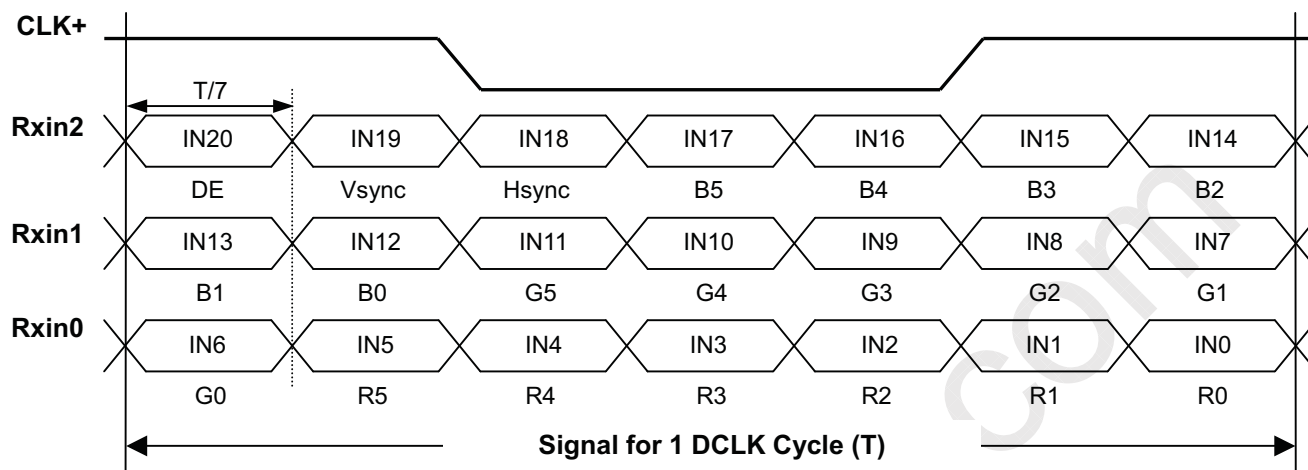 CLK+
T/7
Rxin2 IN20 IN19 IN18 IN17 IN16 IN15 IN14
DE Vsync Hsync B5 B4 B3 B2
Rxin1 IN13 IN12 IN11 IN10 IN9 IN8 IN7
B1 B0 G5 G4 G3 G2 G1
Rxin0 IN6 IN5 IN4 IN3 IN2 IN1 IN0
G0 R5 R4 R3 R2 R1 R0
Signal for 1 DCLK Cycle (T)
com